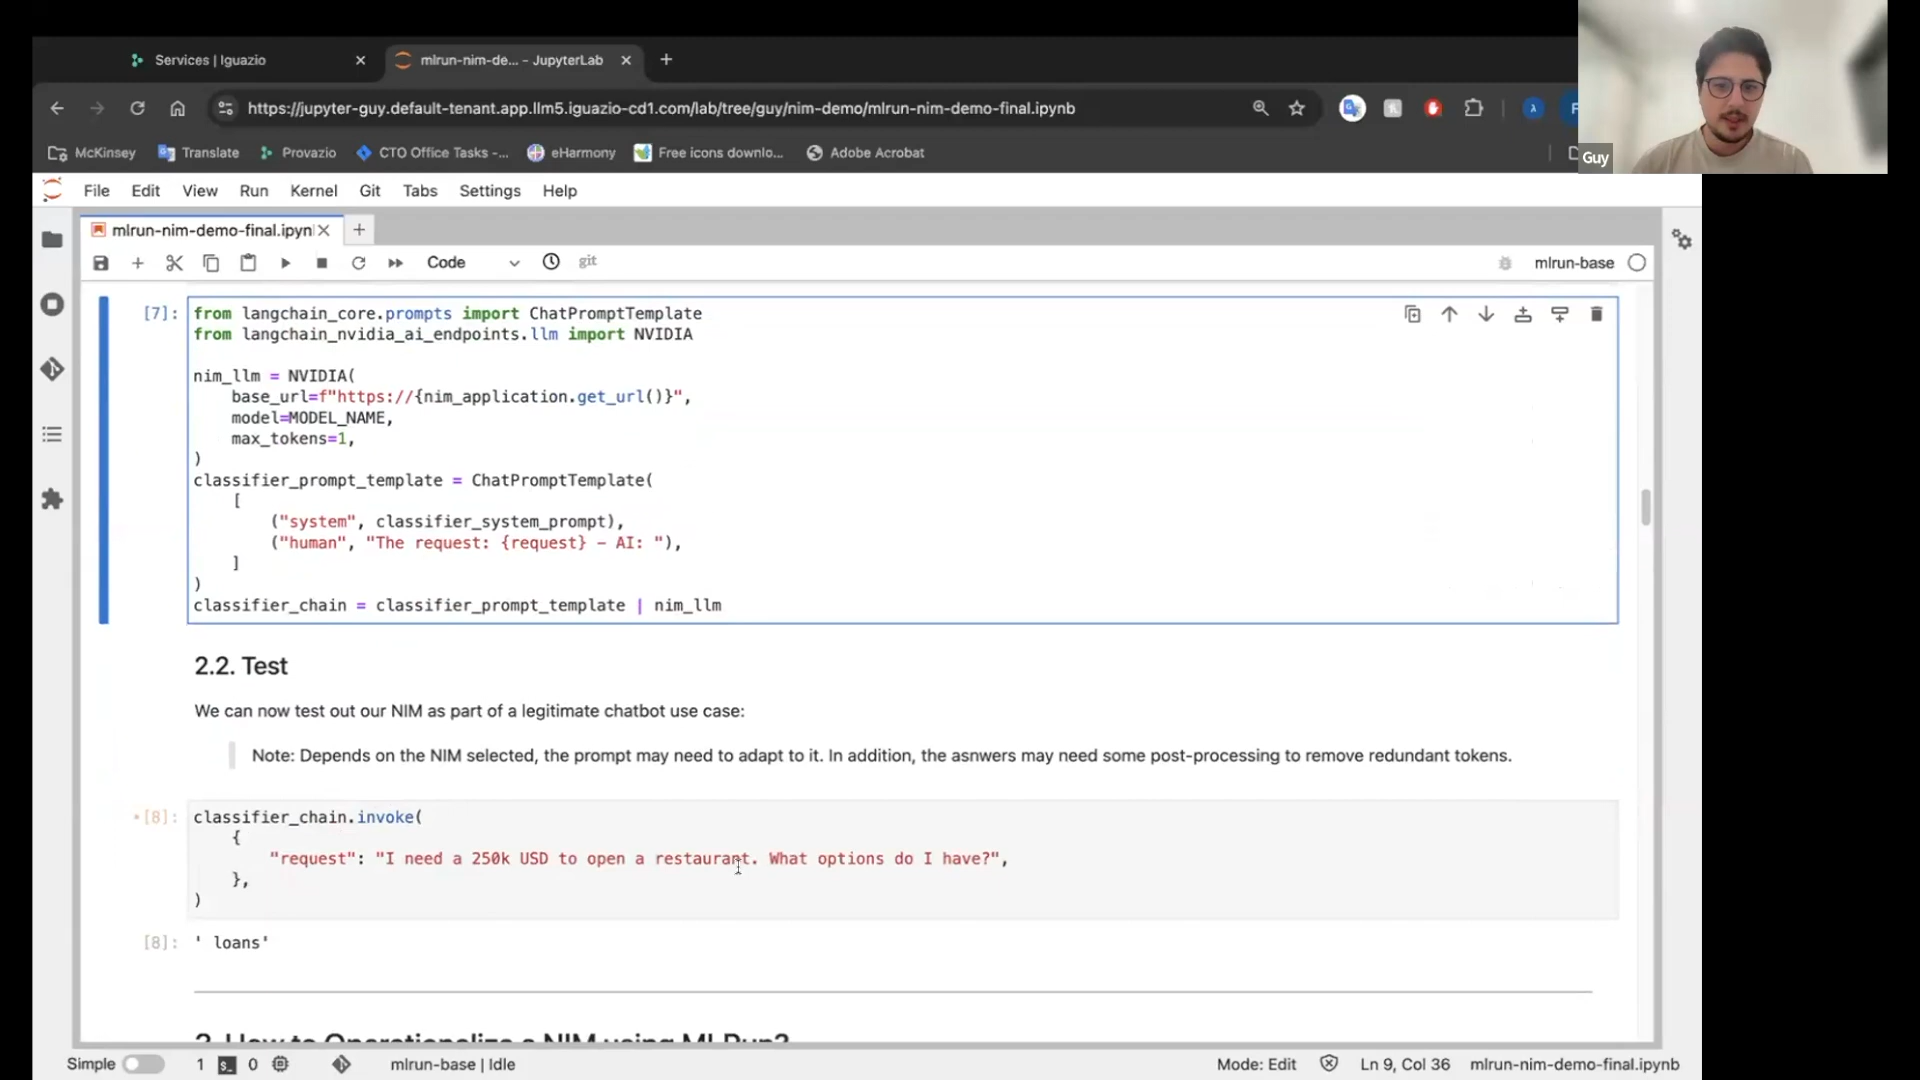 Services | Iguazio
mlrun-nim-de... – JupyterLab
https://jupyter-guy.default-tenant.app.llm5.iguazio-cd1.com/lab/tree/guy/nim-demo/mlrun-nim-demo-final.ipynb
McKinsey
Translate
Provazio
CTO Office Tasks -...
eHarmony
Free icons downlo...
Adobe Acrobat
Guy
File Edit View Run Kernel Git Tabs Settings Help
mlrun-nim-demo-final.ipyn
Code
git
mlrun-base
[7]:
from langchain_core.prompts import ChatPromptTemplate
from langchain_nvidia_ai_endpoints.llm import NVIDIA
nim_llm = NVIDIA(
base_url=f"https://{nim_application.get_url()}",
model=MODEL_NAME,
max_tokens=1,
)
classifier_prompt_template = ChatPromptTemplate(
[
("system", classifier_system_prompt),
("human", "The request: {request} – AI: "),
]
)
classifier_chain = classifier_prompt_template | nim_llm
2.2. Test
We can now test out our NIM as part of a legitimate chatbot use case:
Note: Depends on the NIM selected, the prompt may need to adapt to it. In addition, the asnwers may need some post-processing to remove redundant tokens.
[8]:
classifier_chain.invoke(
{
"request": "I need a 250k USD to open a restaurant. What options do I have?",
},
)
[8]: ' loans'
How to Operationalize a NIM using MLRun?
Simple
1
0
mlrun-base | Idle
Mode: Edit
Ln 9, Col 36
mlrun-nim-demo-final.ipynb